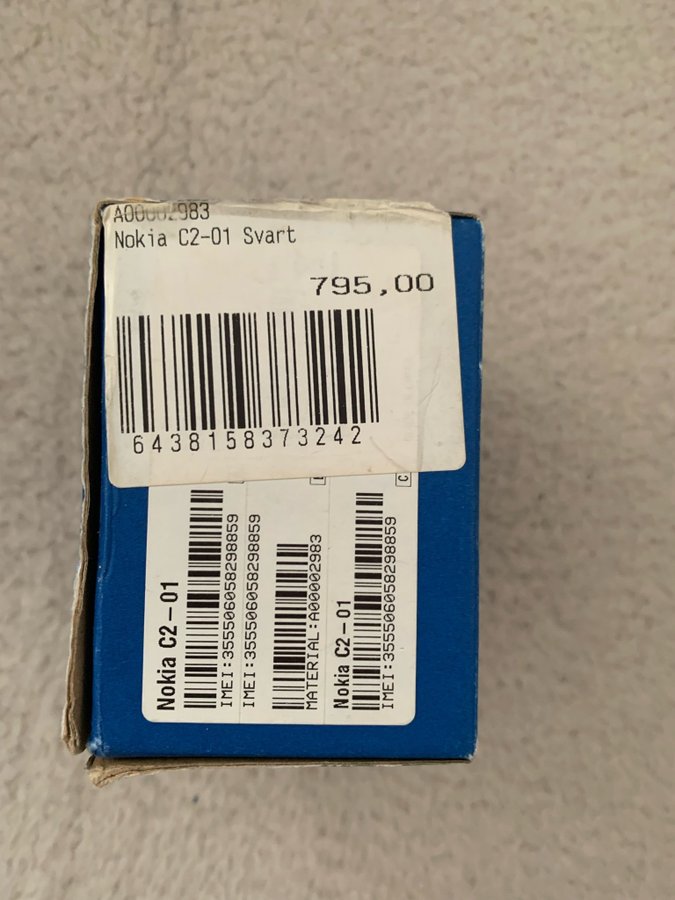 A00002983
Nokia C2-01 Svart
795,00
6438158373242
Nokia C2-01
IMEI:355506058298859
IMEI:355506058298859
MATERIAL:A00002983
Nokia C2-01
IMEI:355506058298859